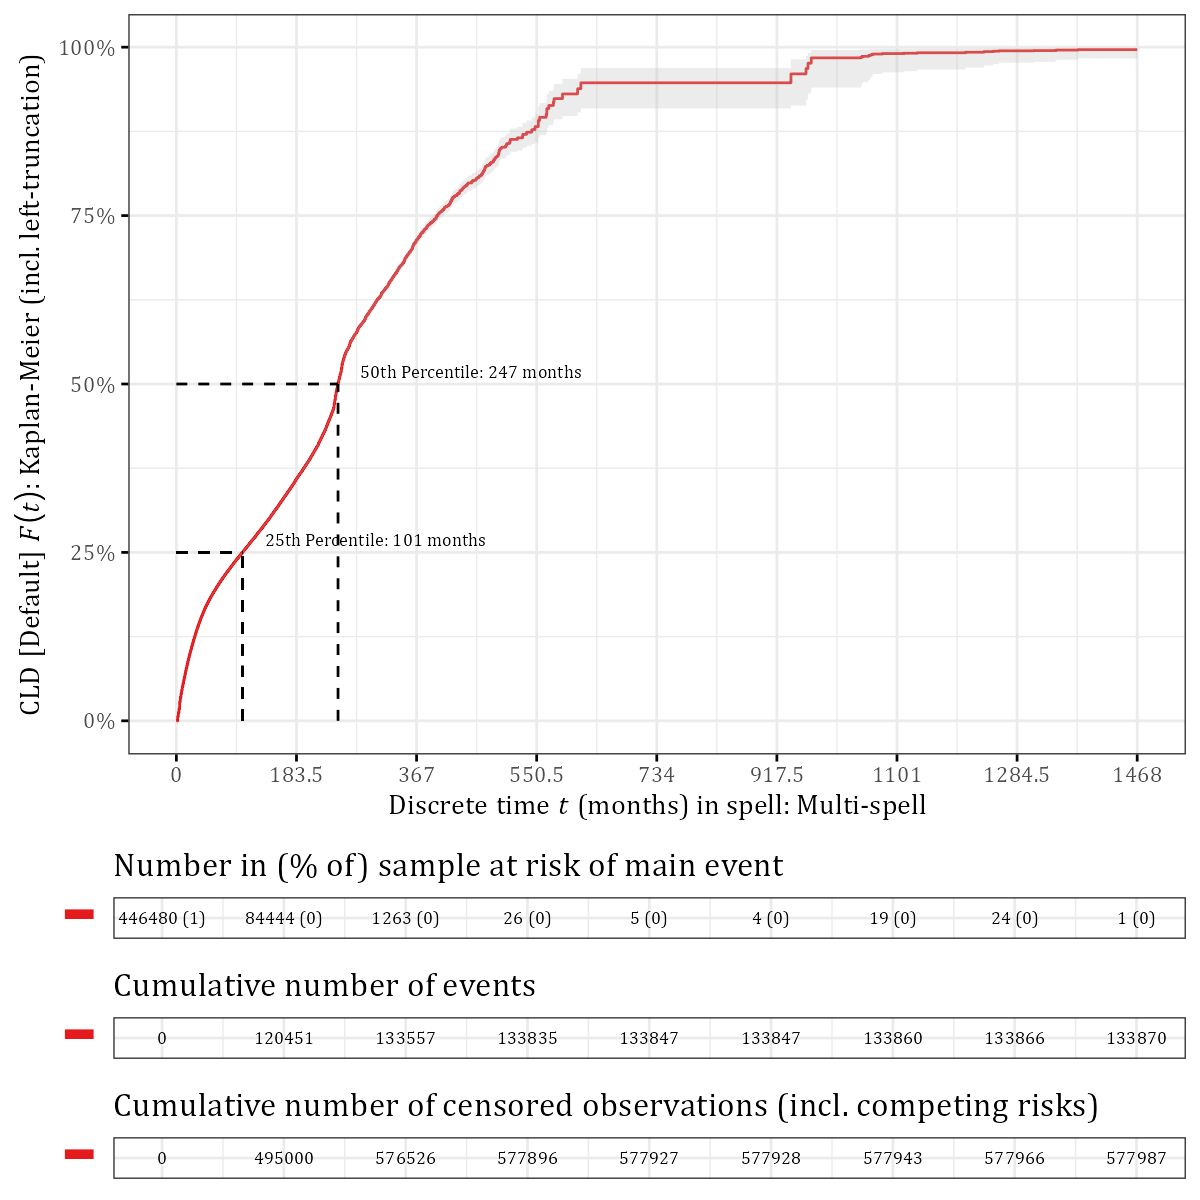 CLD [Default] F(t): Kaplan-Meier (incl. left-truncation)
100%
75%
50%
25%
0%
50th Percentile: 247 months
25th Percentile: 101 months
0 183.5 367 550.5 734 917.5 1101 1284.5 1468
Discrete time t (months) in spell: Multi-spell
Number in (% of) sample at risk of main event
446480 (1) 84444 (0) 1263 (0) 26 (0) 5 (0) 4 (0) 19 (0) 24 (0) 1 (0)
Cumulative number of events
0 120451 133557 133835 133847 133847 133860 133866 133870
Cumulative number of censored observations (incl. competing risks)
0 495000 576526 577896 577927 577928 577943 577966 577987